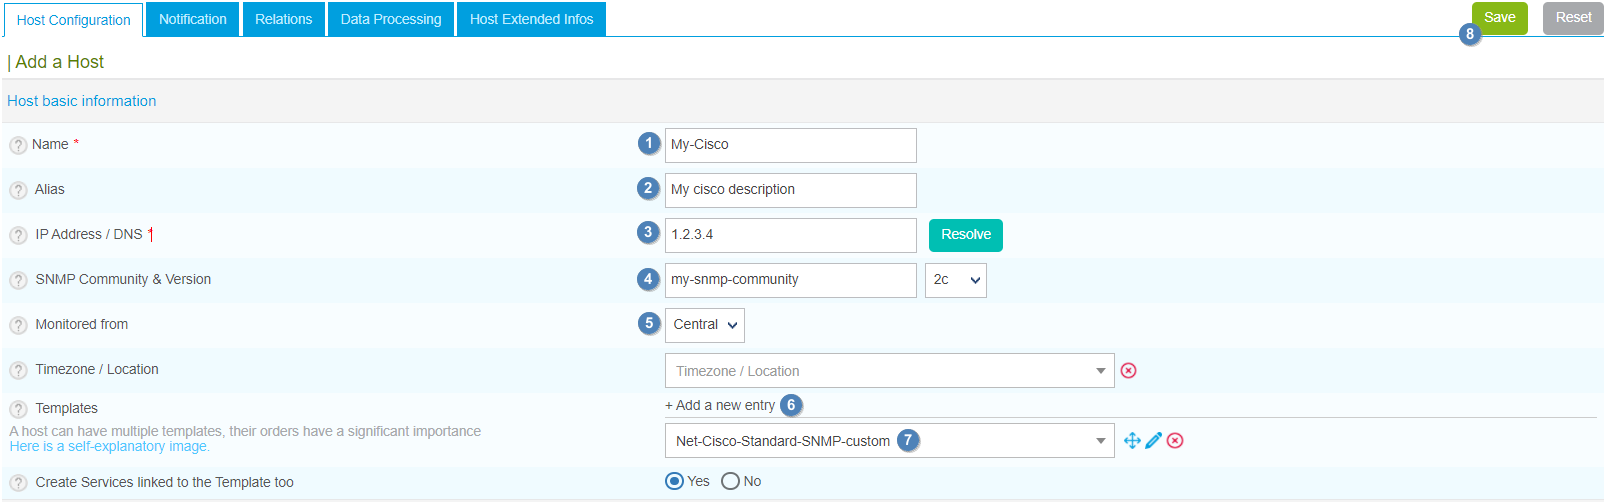 Host Configuration Notification Relations Data Processing Host Extended Infos Save Reset
8
| Add a Host
Host basic information
? Name * 1 My-Cisco
? Alias 2 My cisco description
? IP Address / DNS * 3 1.2.3.4 Resolve
? SNMP Community & Version 4 my-snmp-community 2c
? Monitored from 5 Central
? Timezone / Location Timezone / Location
? Templates + Add a new entry 6
A host can have multiple templates, their orders have a significant importance
Here is a self-explanatory image.
Net-Cisco-Standard-SNMP-custom 7
? Create Services linked to the Template too Yes No